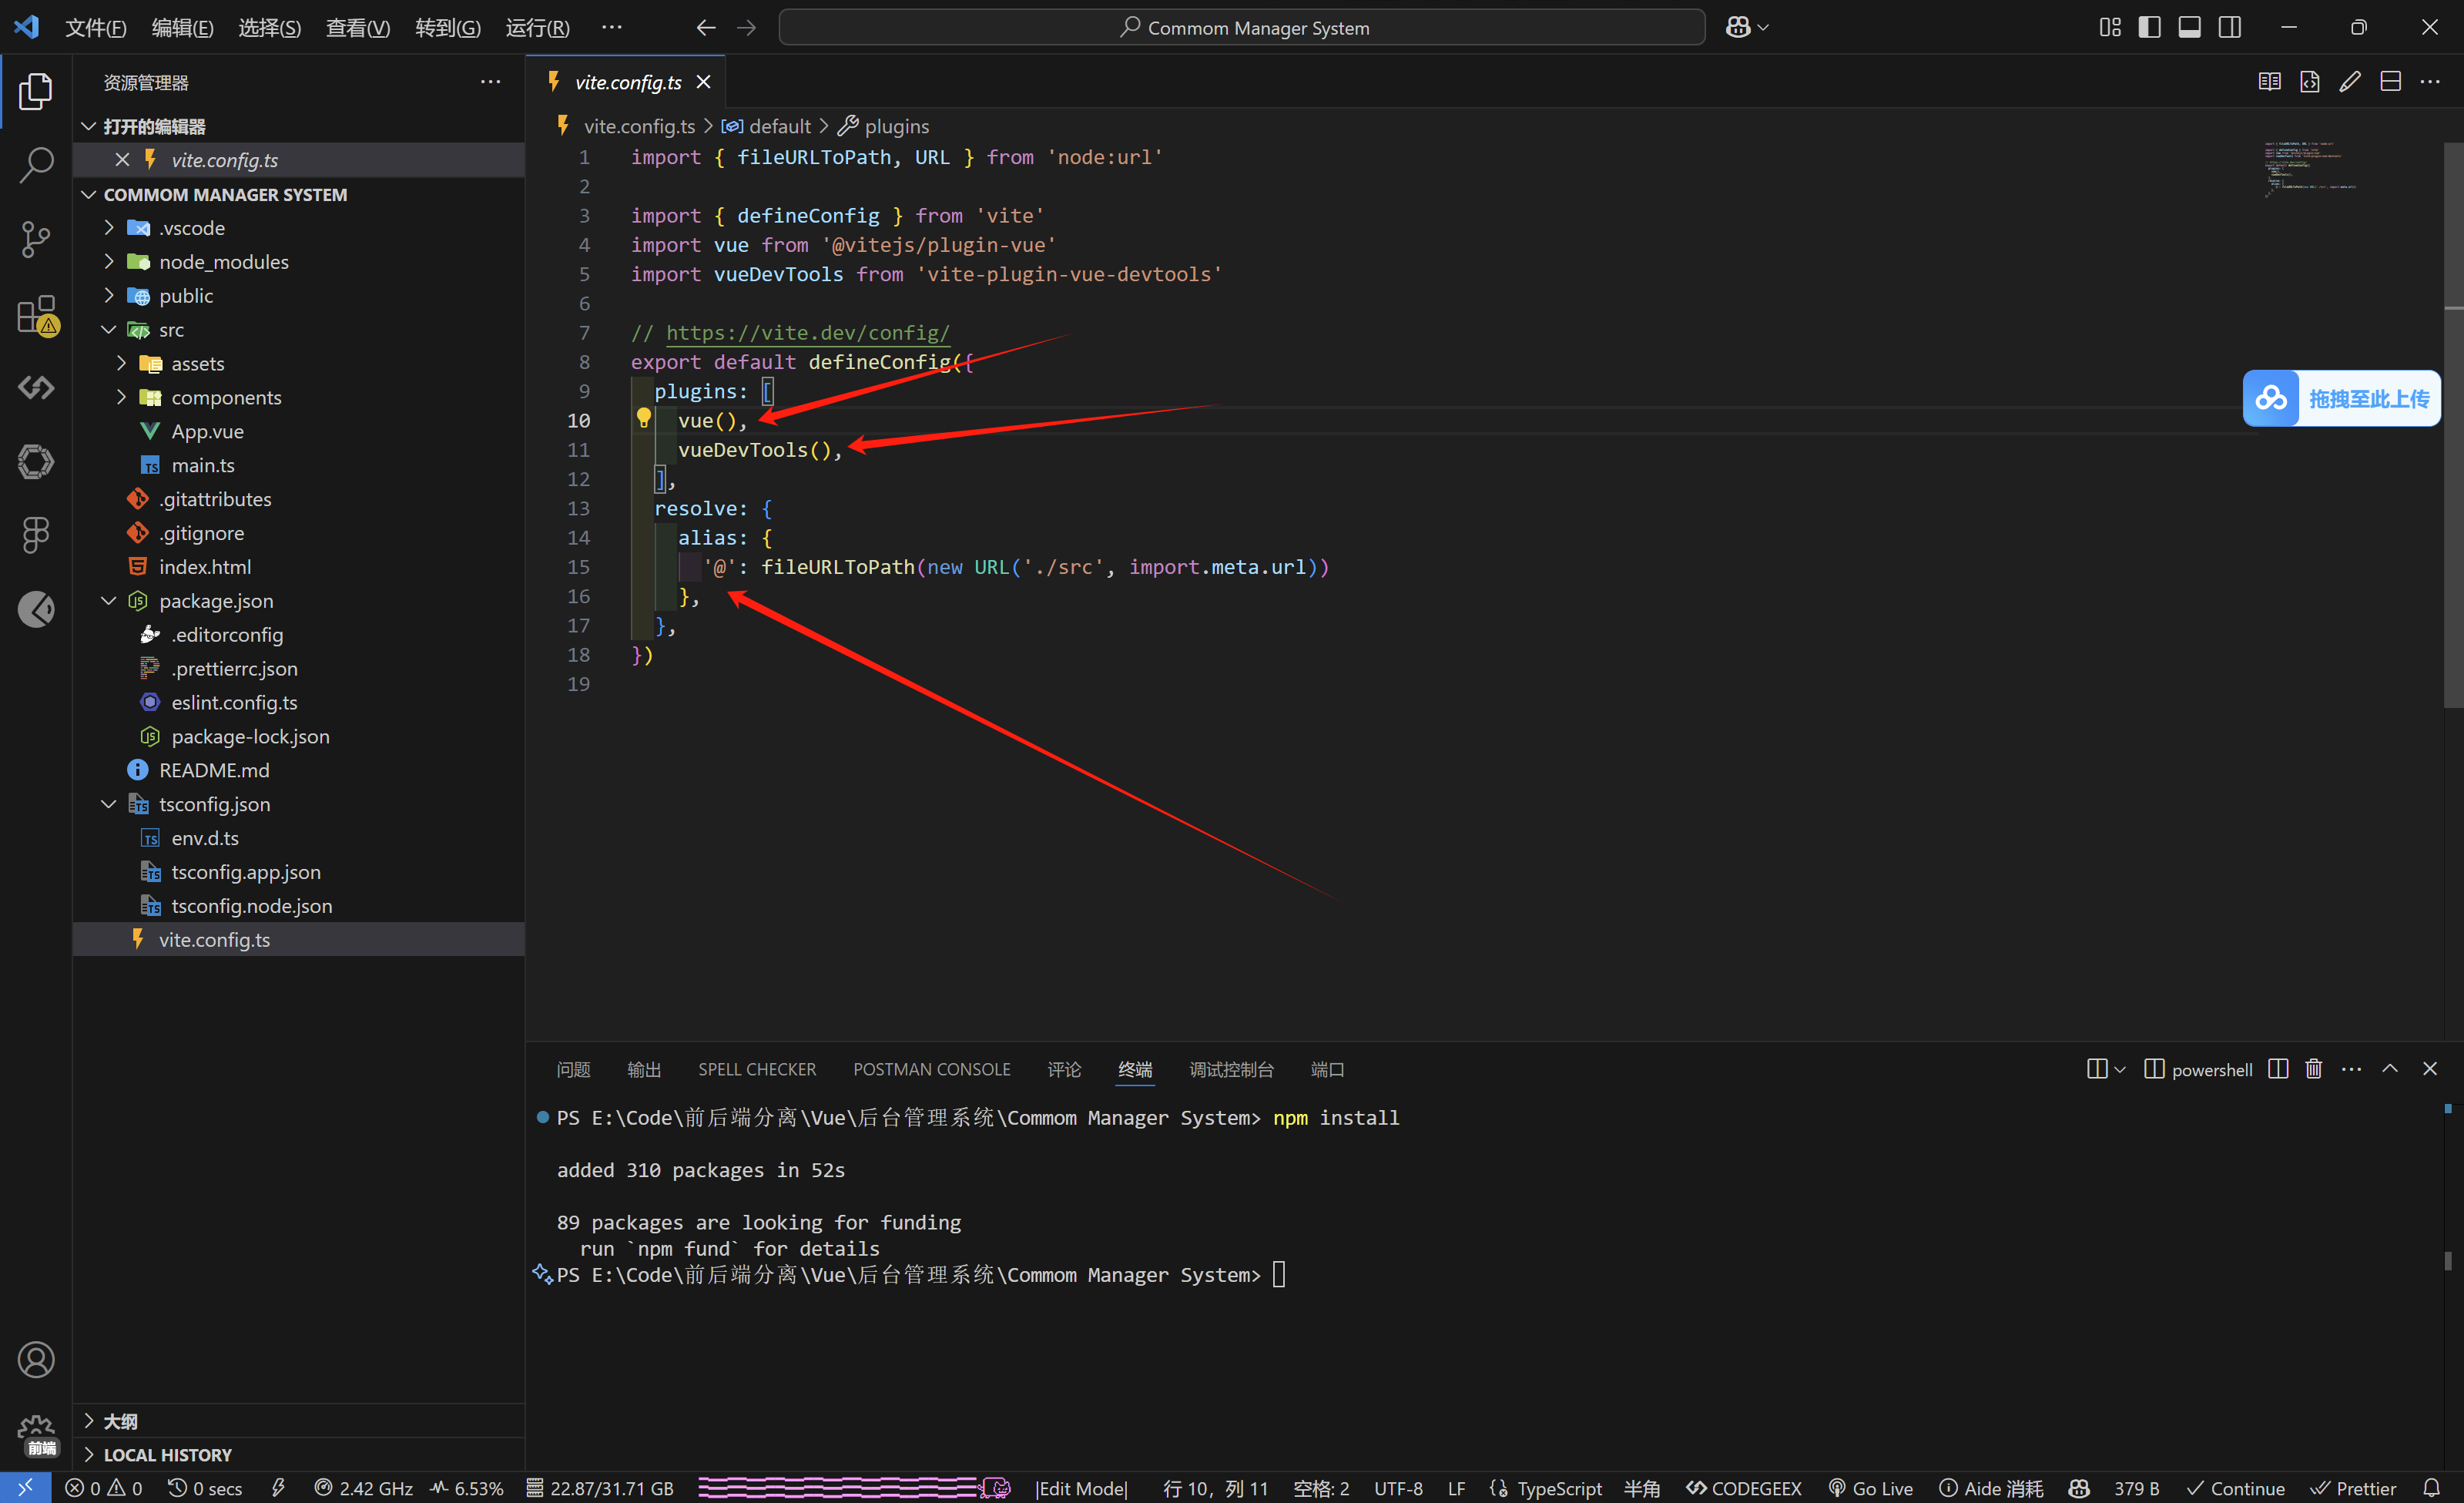 文件(F) 编辑(E) 选择(S) 查看(V) 转到(G) 运行(R) ··· Commom Manager System
资源管理器
打开的编辑器
vite.config.ts
COMMOM MANAGER SYSTEM
.vscode
node_modules
public
src
assets
components
App.vue
main.ts
.gitattributes
.gitignore
index.html
package.json
.editorconfig
.prettierrc.json
eslint.config.ts
package-lock.json
README.md
tsconfig.json
env.d.ts
tsconfig.app.json
tsconfig.node.json
vite.config.ts
大纲
LOCAL HISTORY
前端
vite.config.ts
vite.config.ts > default > plugins
1 import { fileURLToPath, URL } from 'node:url'
2
3 import { defineConfig } from 'vite'
4 import vue from '@vitejs/plugin-vue'
5 import vueDevTools from 'vite-plugin-vue-devtools'
6
7 // https://vite.dev/config/
8 export default defineConfig({
9 plugins: [
10 vue(),
11 vueDevTools(),
12 ],
13 resolve: {
14 alias: {
15 '@': fileURLToPath(new URL('./src', import.meta.url))
16 },
17 },
18 })
19
拖拽至此上传
问题 输出 SPELL CHECKER POSTMAN CONSOLE 评论 终端 调试控制台 端口 powershell
PS E:\Code\前后端分离\Vue\后台管理系统\Commom Manager System> npm install
added 310 packages in 52s
89 packages are looking for funding
run `npm fund` for details
PS E:\Code\前后端分离\Vue\后台管理系统\Commom Manager System>
0 0 0 secs 2.42 GHz 6.53% 22.87/31.71 GB |Edit Mode| 行 10，列 11 空格: 2 UTF-8 LF TypeScript 半角 CODEGEEX Go Live Aide 消耗 379 B Continue Prettier